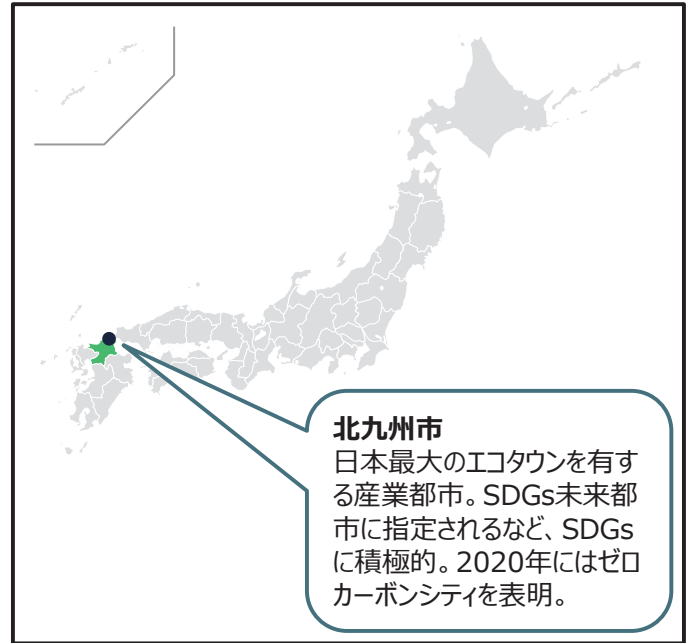 北九州市
日本最大のエコタウンを有す
る産業都市。SDGs未来都
市に指定されるなど、SDGs
に積極的。2020年にはゼロ
カーボンシティを表明。